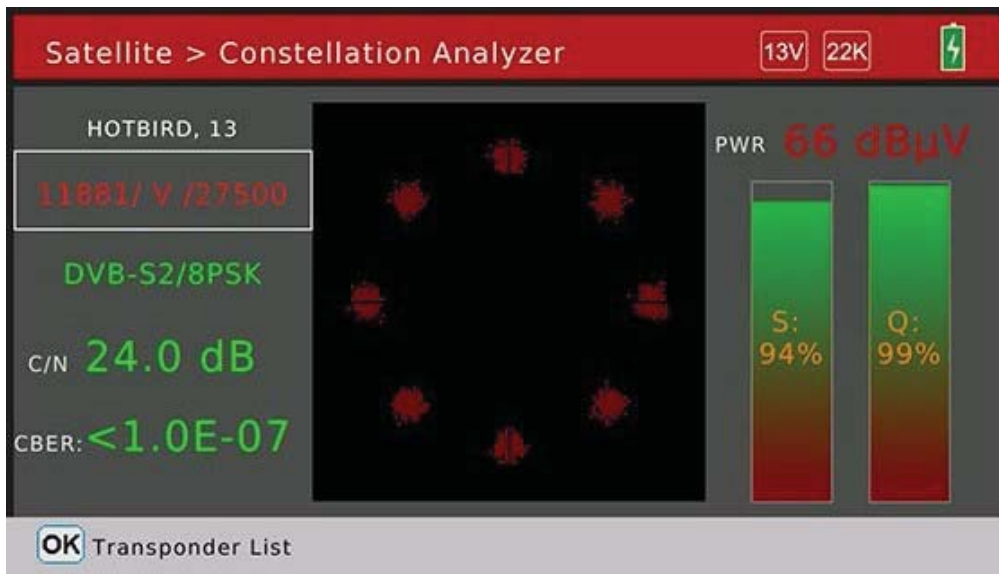 Satellite > Constellation Analyzer
13V 22K
HOTBIRD, 13
11881/ V /27500
DVB-S2/8PSK
C/N 24.0 dB
CBER: <1.0E-07
PWR 66 dBµV
S:
94%
Q:
99%
OK Transponder List